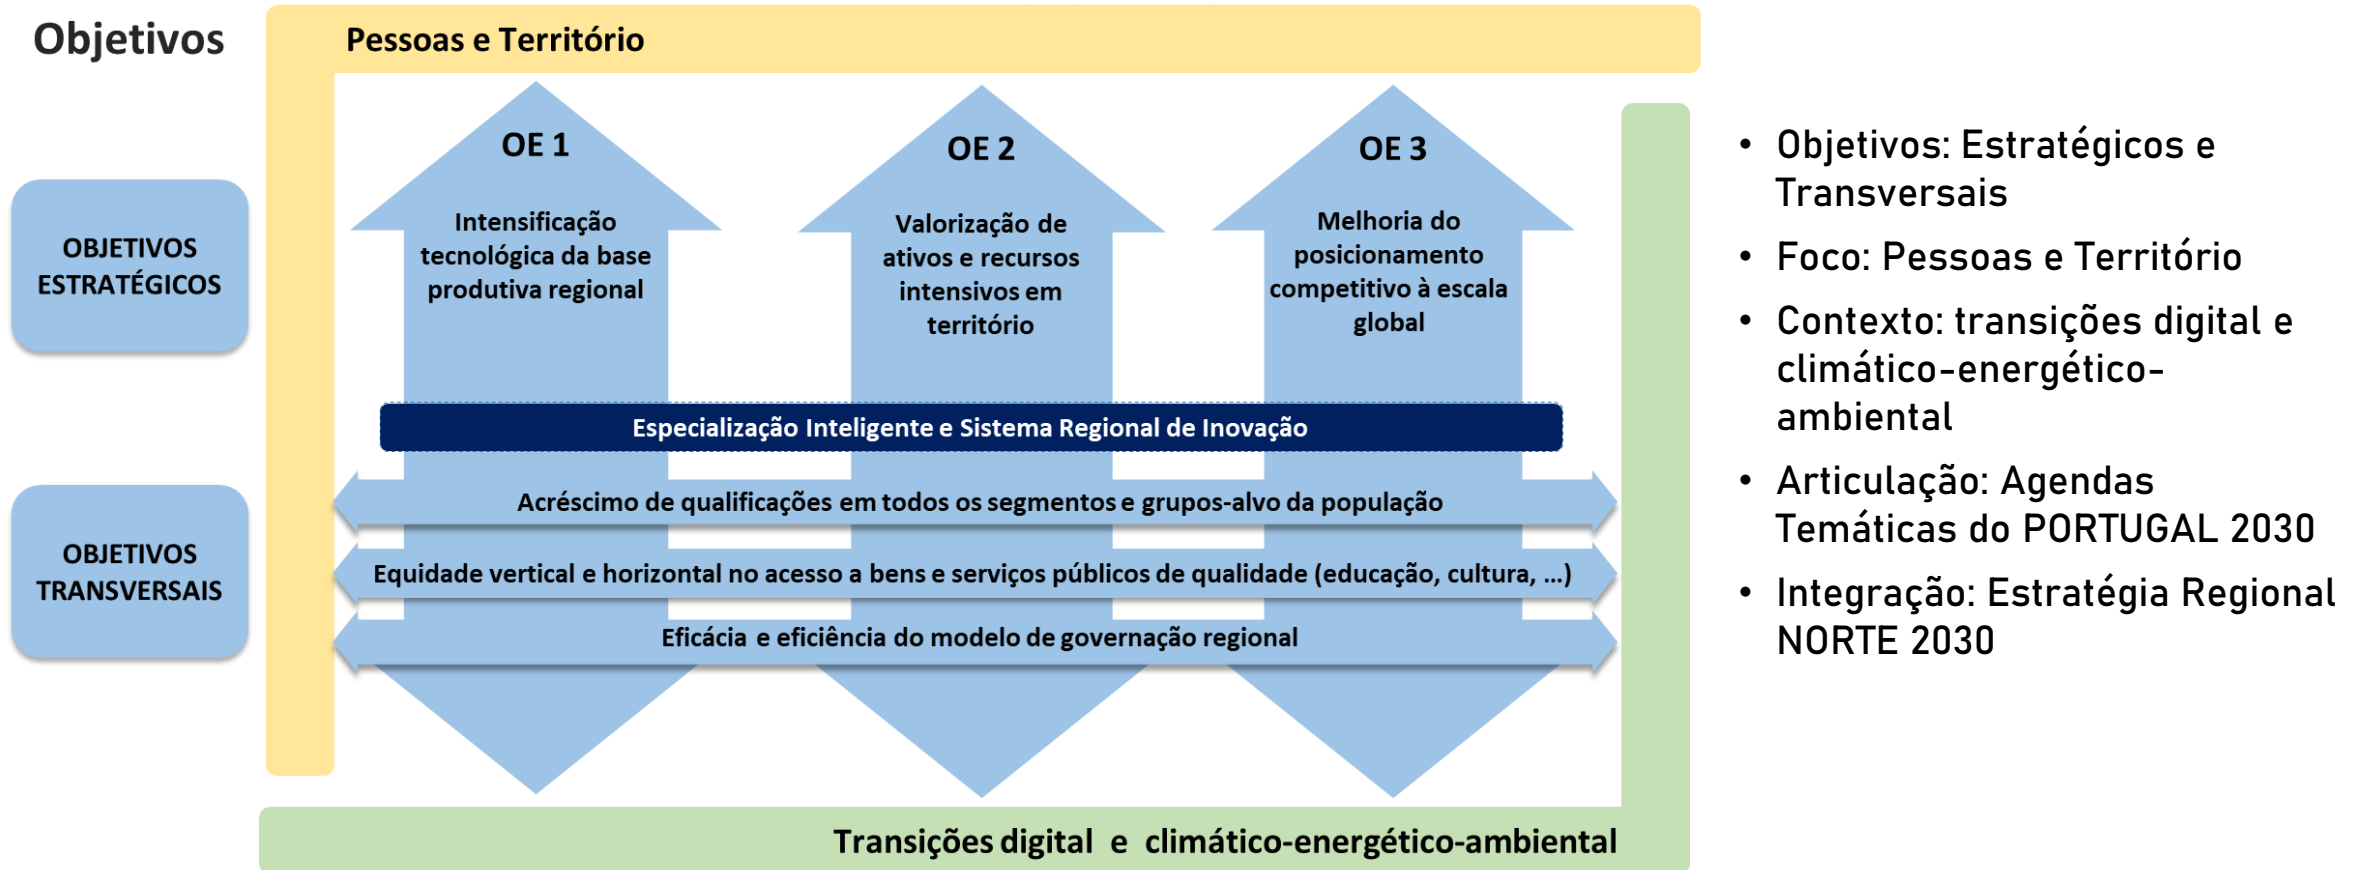 Objetivos
Pessoas e Território
OE 1
Intensificação
tecnológica da base
produtiva regional
OE 2
Valorização de
ativos e recursos
intensivos em
território
OE 3
Melhoria do
posicionamento
competitivo à escala
global
OBJETIVOS
ESTRATÉGICOS
Especialização Inteligente e Sistema Regional de Inovação
OBJETIVOS
TRANSVERSAIS
Acréscimo de qualificações em todos os segmentos e grupos-alvo da população
Equidade vertical e horizontal no acesso a bens e serviços públicos de qualidade (educação, cultura, ...)
Eficácia e eficiência do modelo de governação regional
Transições digital e climático-energético-ambiental
• Objetivos: Estratégicos e
Transversais
• Foco: Pessoas e Território
• Contexto: transições digital e
climático-energético-
ambiental
• Articulação: Agendas
Temáticas do PORTUGAL 2030
• Integração: Estratégia Regional
NORTE 2030